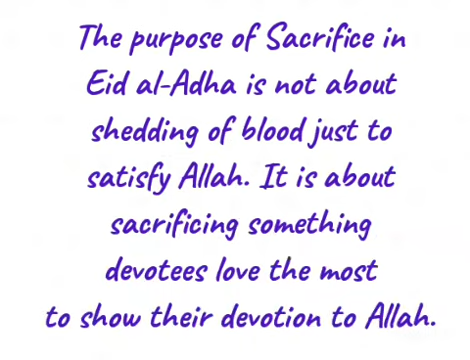 The purpose of Sacrifice in
Eid al-Adha is not about
shedding of blood just to
satisfy Allah. It is about
sacrificing something
devotees love the most
to show their devotion to Allah.